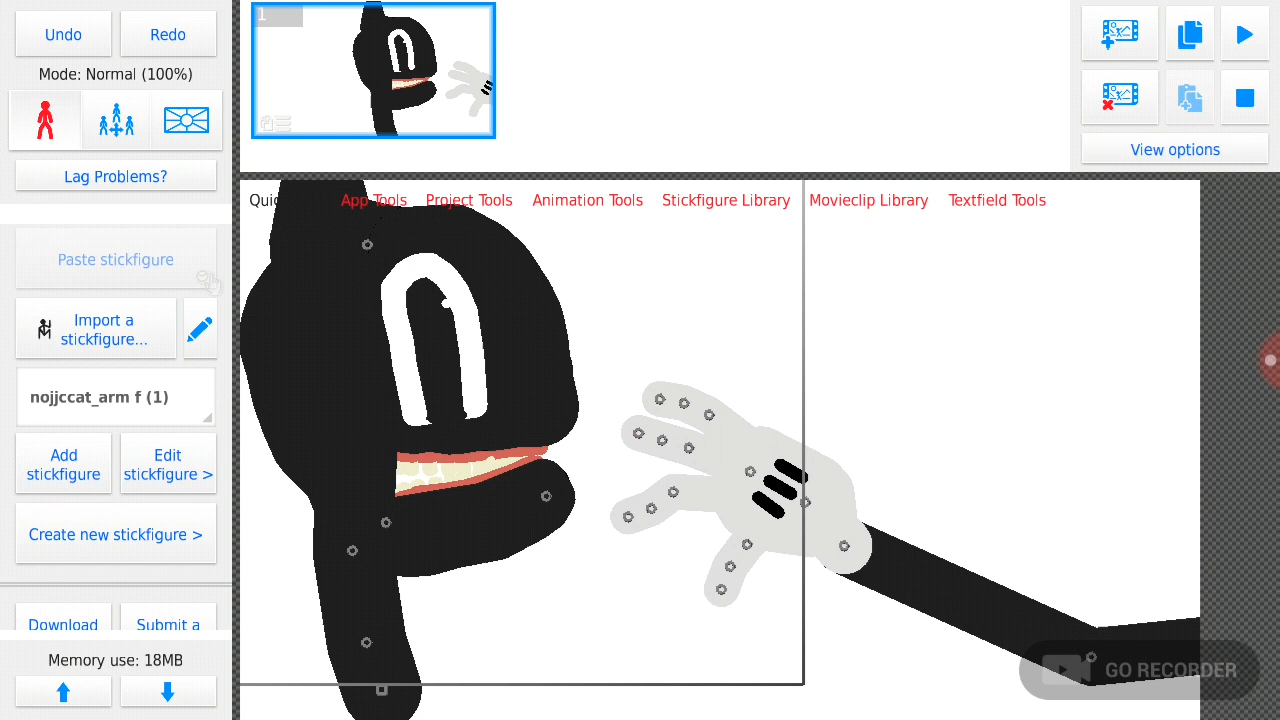 Undo
Redo
Mode: Normal (100%)
Lag Problems?
Paste stickfigure
Import a
stickfigure...
nojjccat_arm f (1)
Add
stickfigure
Edit
stickfigure >
Create new stickfigure >
Download
Submit a
Memory use: 18MB
1
View options
Quic
App Tools
Project Tools
Animation Tools
Stickfigure Library
Movieclip Library
Textfield Tools
GO RECORDER